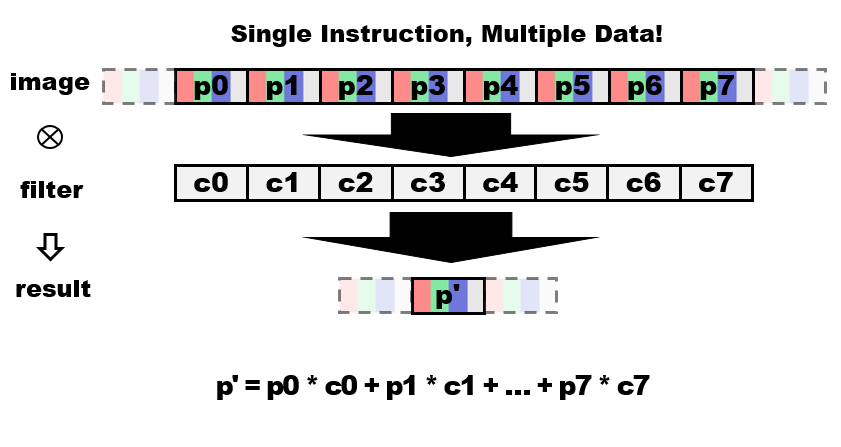 Single Instruction, Multiple Data!
image p0 p1 p2 p3 p4 p5 p6 p7
filter c0 c1 c2 c3 c4 c5 c6 c7
result p'
p' = p0 * c0 + p1 * c1 + ... + p7 * c7